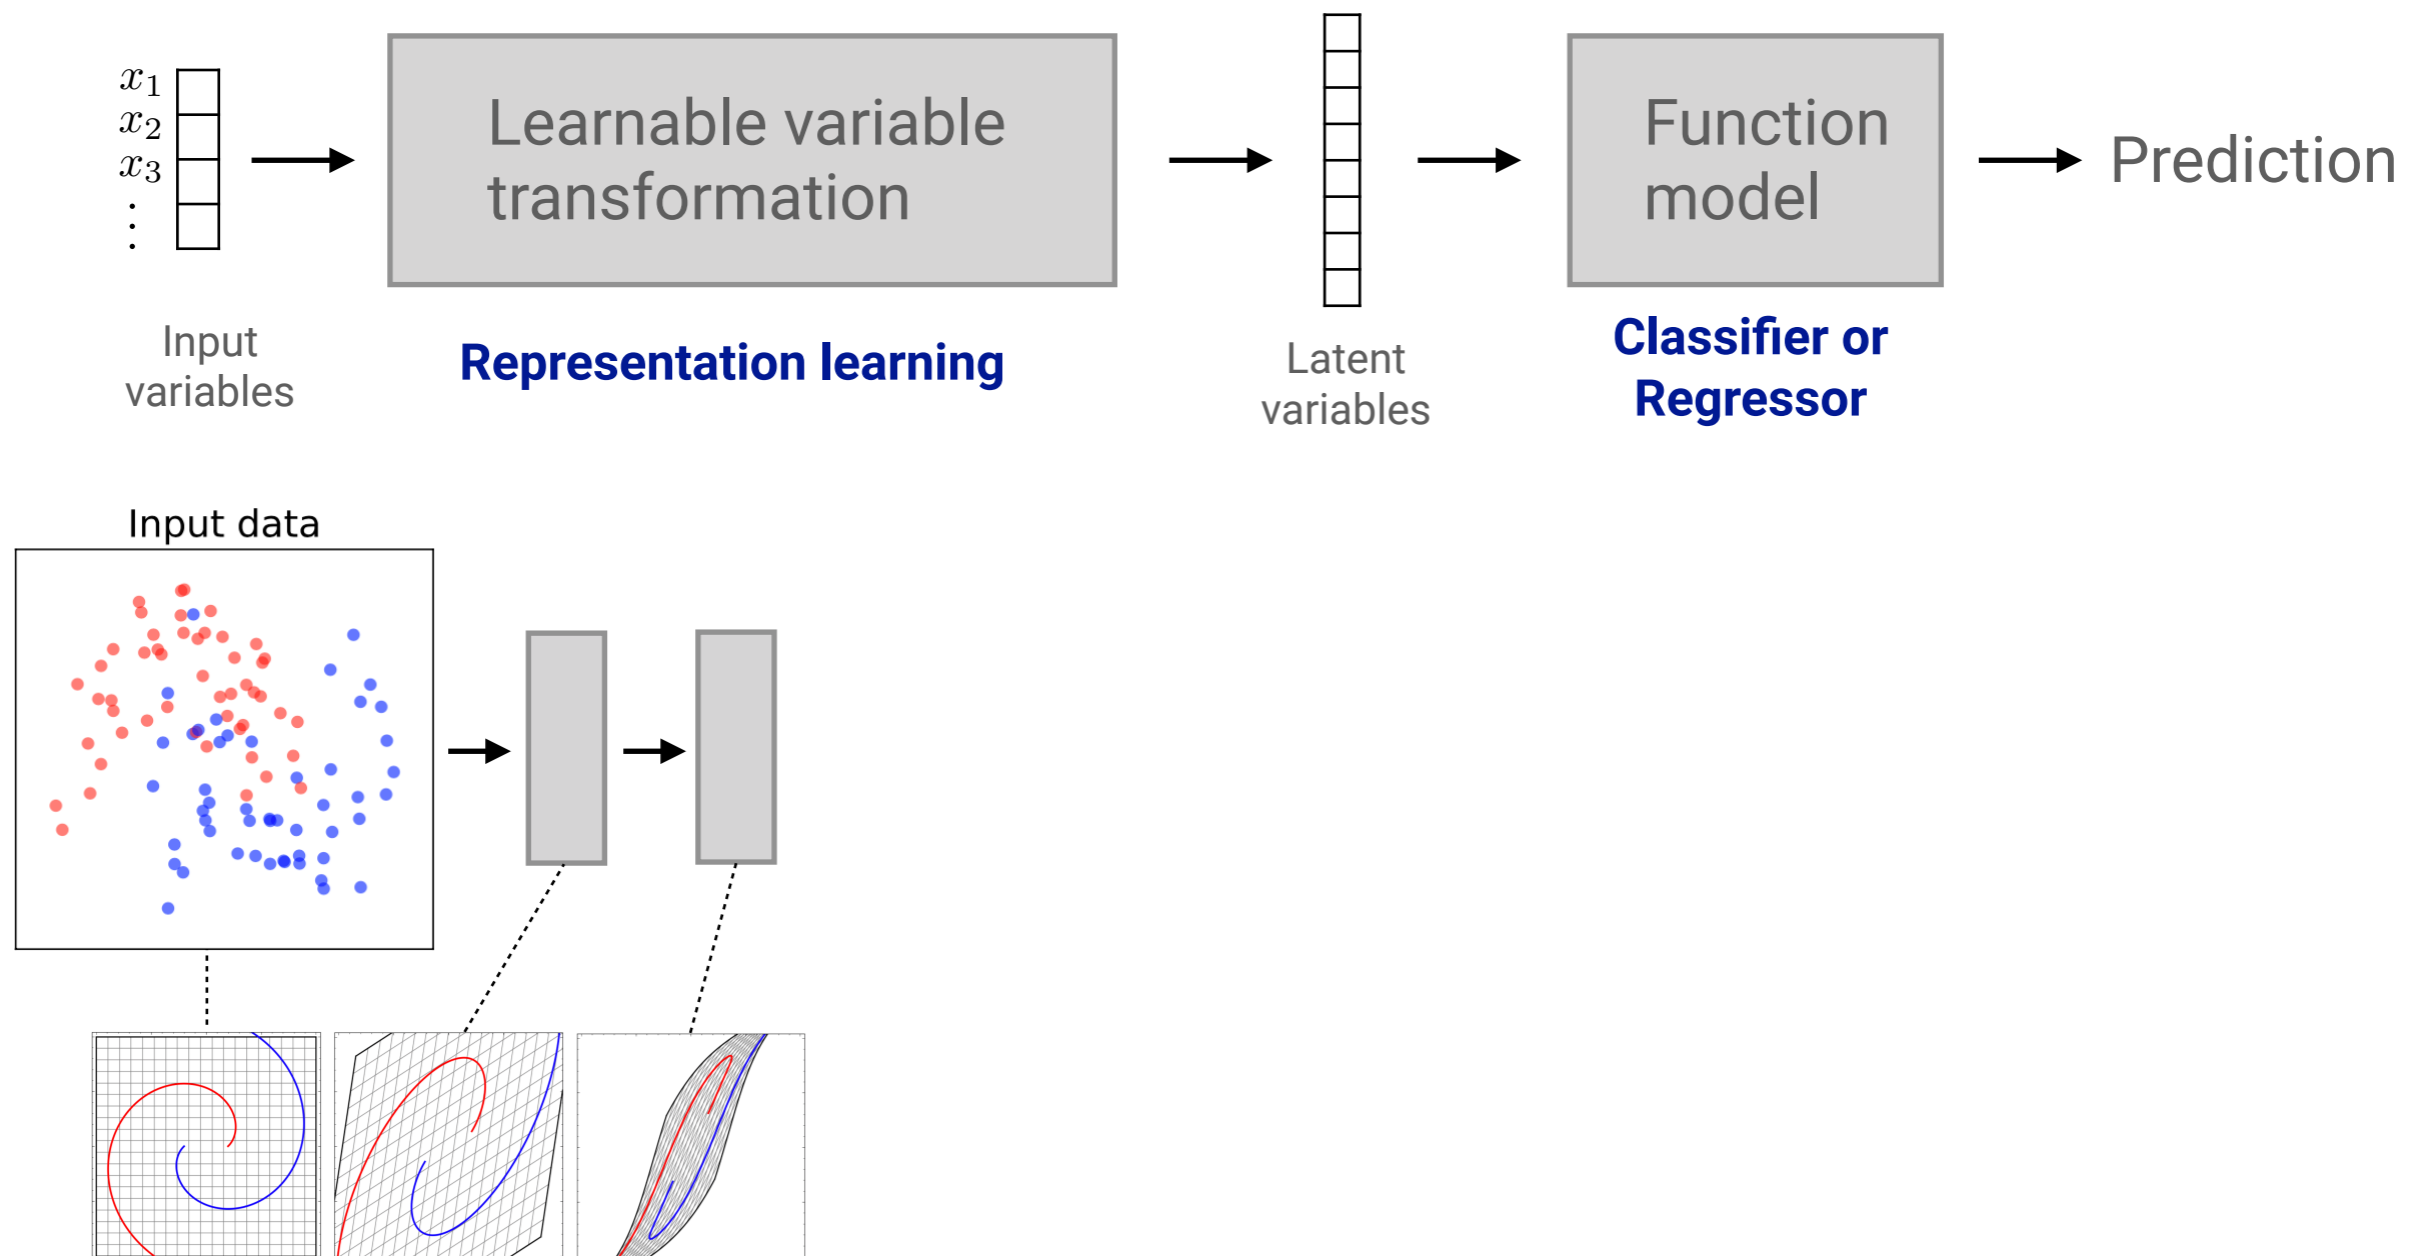 x₁
x₂
x₃
⋮
Learnable variable
transformation
Function
model
Prediction
Input
variables
Representation learning
Latent
variables
Classifier or
Regressor
Input data